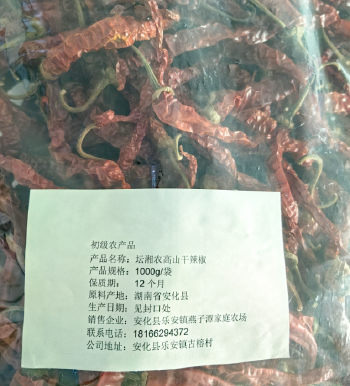 初级农产品
产品名称：坛湘农高山干辣椒
产品规格：1000g/袋
保质期： 12个月
原料产地：湖南省安化县
生产日期：见封口处
销售企业：安化县乐安镇燕子潭家庭农场
联系电话：18166294372
公司地址：安化县乐安镇古楼村